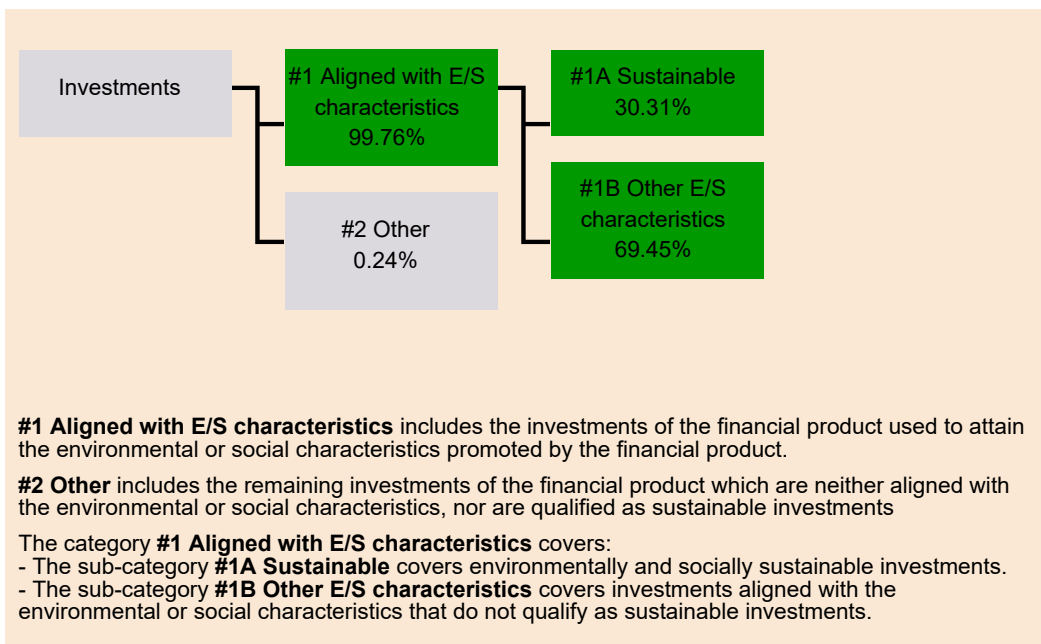 Investments
#1 Aligned with E/S
characteristics
99.76%
#1A Sustainable
30.31%
#2 Other
0.24%
#1B Other E/S
characteristics
69.45%
#1 Aligned with E/S characteristics includes the investments of the financial product used to attain
the environmental or social characteristics promoted by the financial product.
#2 Other includes the remaining investments of the financial product which are neither aligned with
the environmental or social characteristics, nor are qualified as sustainable investments
The category #1 Aligned with E/S characteristics covers:
- The sub-category #1A Sustainable covers environmentally and socially sustainable investments.
- The sub-category #1B Other E/S characteristics covers investments aligned with the
environmental or social characteristics that do not qualify as sustainable investments.